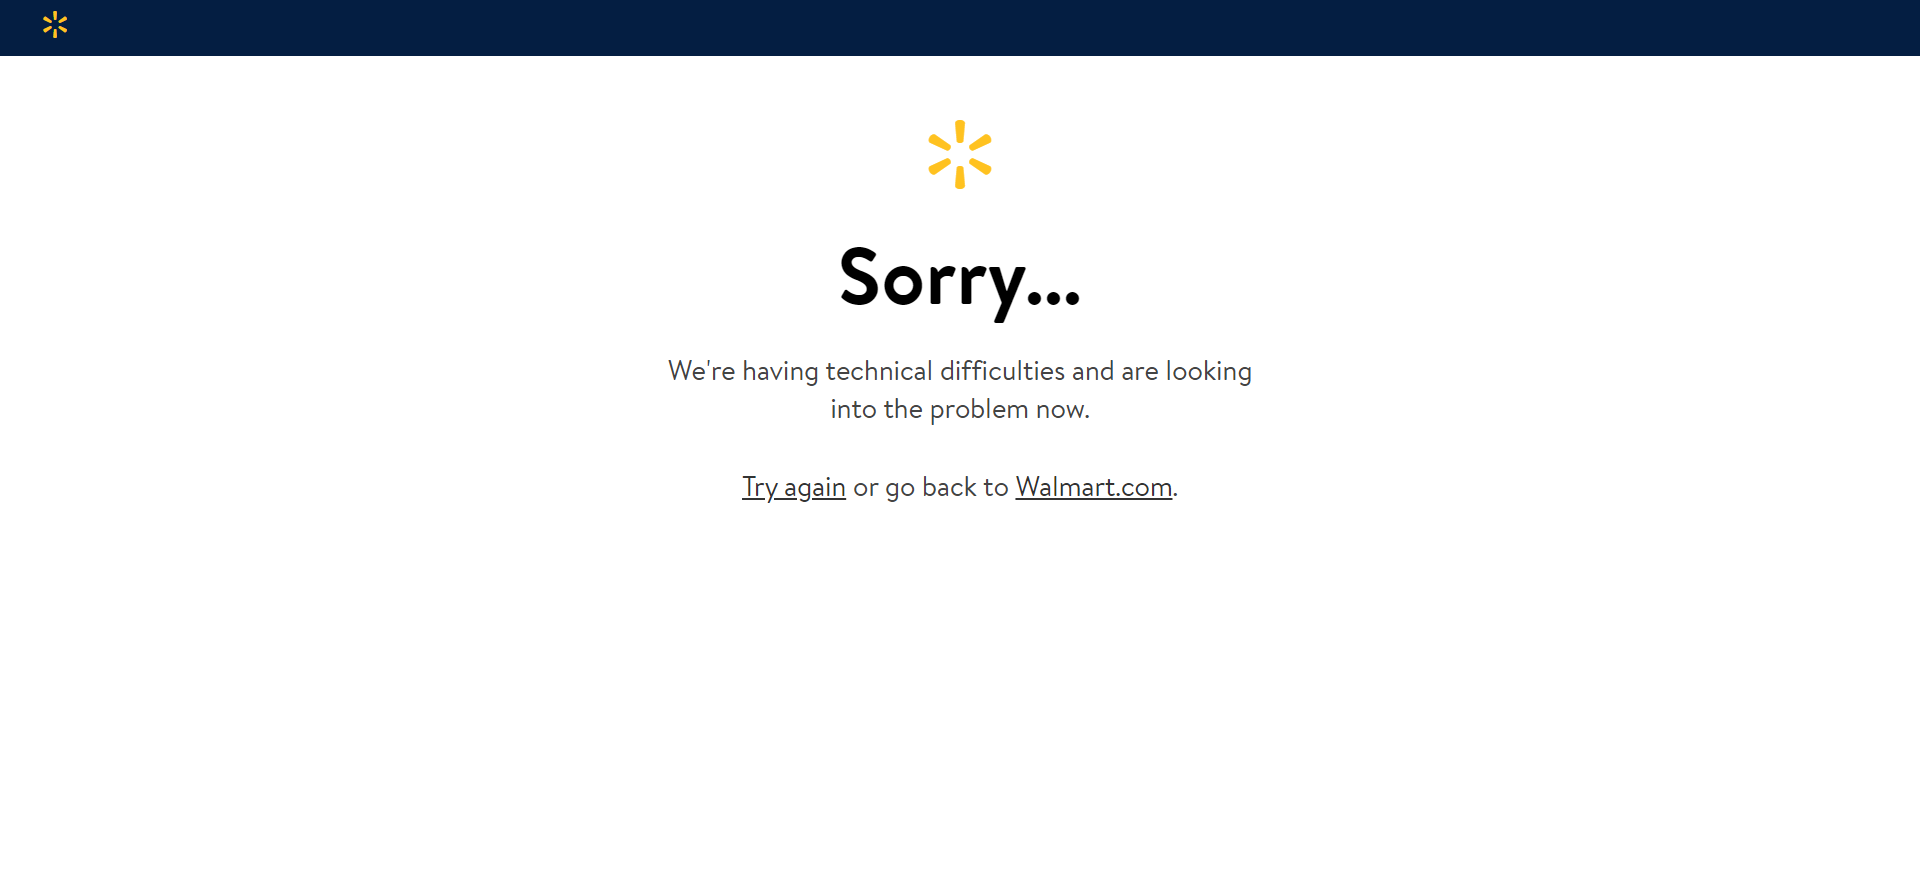 Sorry...
We're having technical difficulties and are looking
into the problem now.
Try again or go back to Walmart.com.